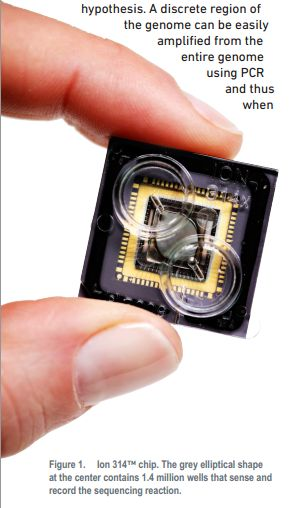 hypothesis. A discrete region of
the genome can be easily
amplified from the
entire genome
using PCR
and thus
when
Figure 1. Ion 314™ chip. The grey elliptical shape
at the center contains 1.4 million wells that sense and
record the sequencing reaction.